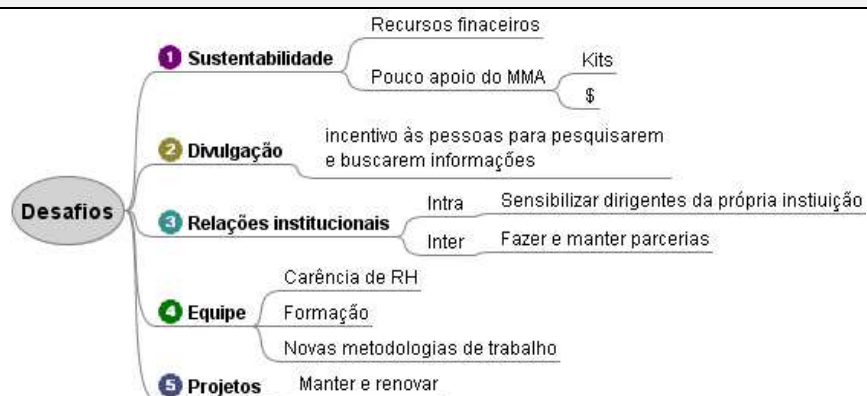 Desafios
1 Sustentabilidade
Recursos finaceiros
Pouco apoio do MMA
Kits
$
2 Divulgação
incentivo às pessoas para pesquisarem
e buscarem informações
3 Relações institucionais
Intra
Sensibilizar dirigentes da própria instiuição
Inter
Fazer e manter parcerias
4 Equipe
Carência de RH
Formação
Novas metodologias de trabalho
5 Projetos
Manter e renovar